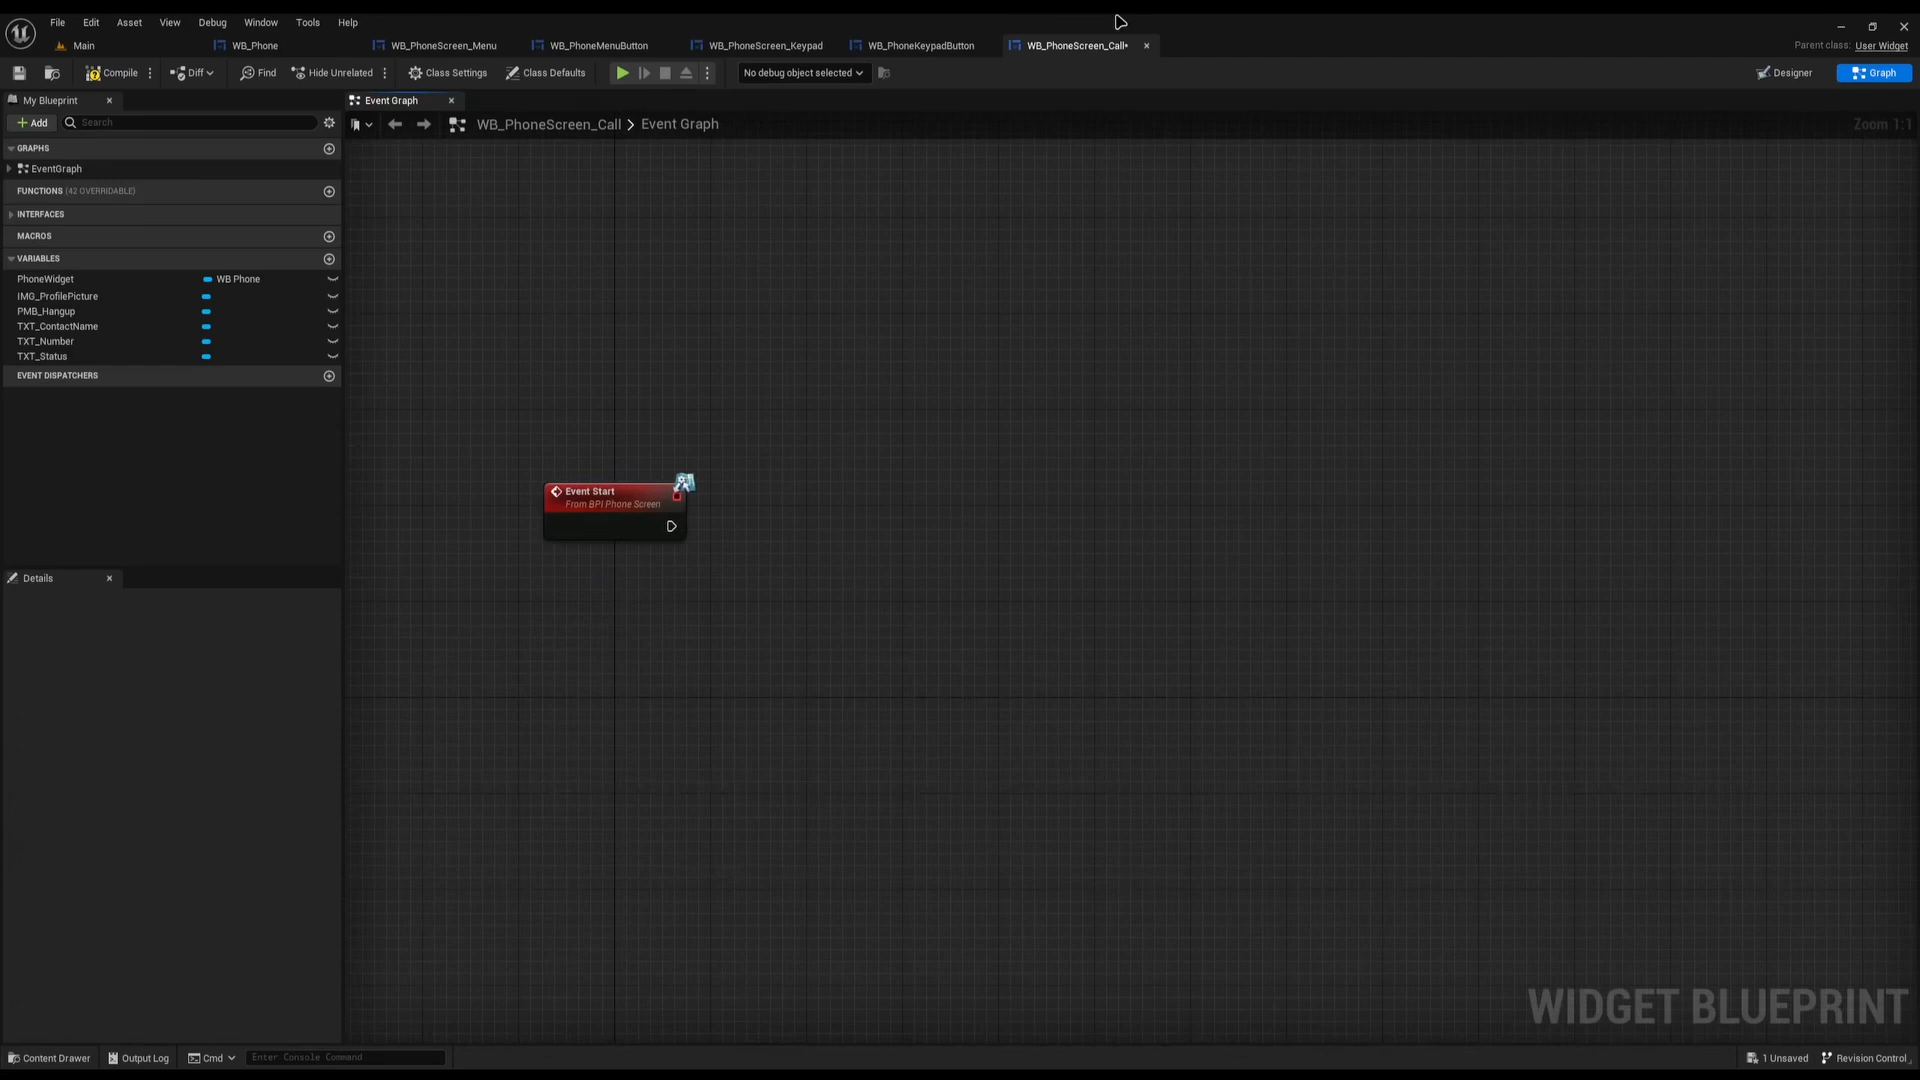 File Edit Asset View Debug Window Tools Help
Main WB_Phone WB_PhoneScreen_Menu WB_PhoneMenuButton WB_PhoneScreen_Keypad WB_PhoneKeypadButton WB_PhoneScreen_Call*
Parent class: User Widget
Compile Diff Find Hide Unrelated Class Settings Class Defaults No debug object selected Designer Graph
My Blueprint
Event Graph
Add
Search
WB_PhoneScreen_Call > Event Graph
Zoom 1:1
GRAPHS
EventGraph
FUNCTIONS (42 OVERRIDABLE)
INTERFACES
MACROS
VARIABLES
PhoneWidget WB Phone
IMG_ProfilePicture
PMB_Hangup
TXT_ContactName
TXT_Number
TXT_Status
EVENT DISPATCHERS
Event Start
From BPI Phone Screen
Details
WIDGET BLUEPRINT
Content Drawer Output Log Cmd Enter Console Command 1 Unsaved Revision Control